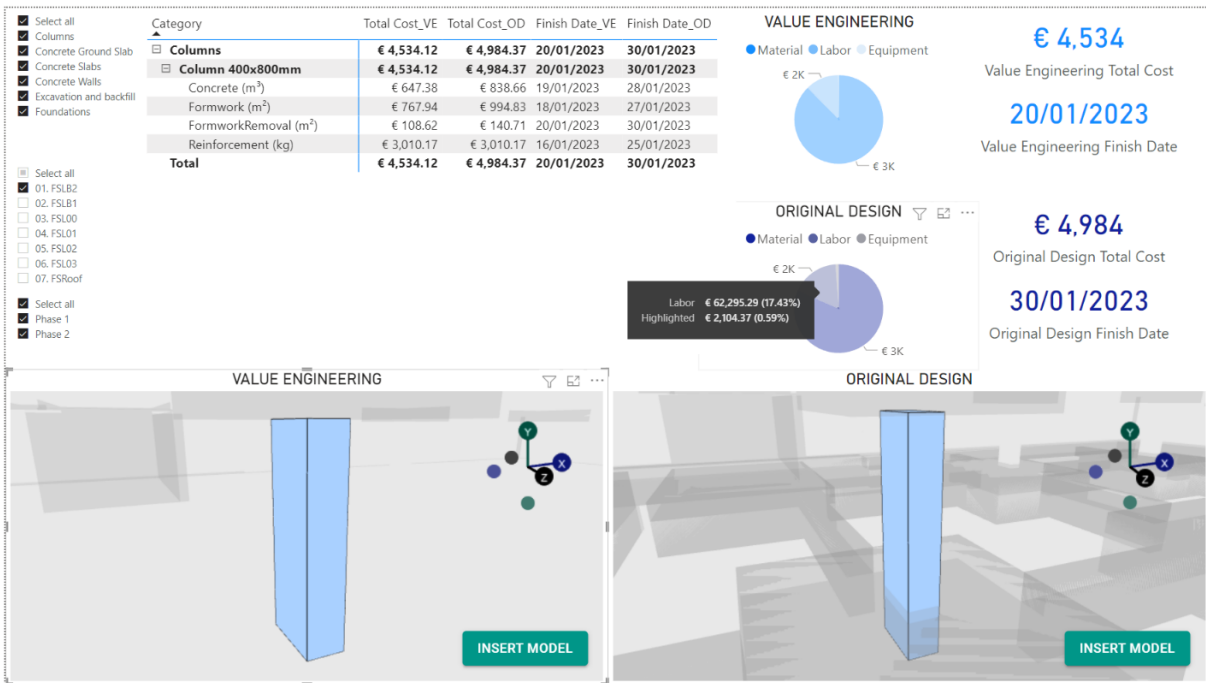 Select all
Columns
Concrete Ground Slab
Concrete Slabs
Concrete Walls
Excavation and backfill
Foundations
Select all
01. FSLB2
02. FSLB1
03. FSL00
04. FSL01
05. FSL02
06. FSL03
07. FSRoof
Select all
Phase 1
Phase 2
Category Total Cost_VE Total Cost_OD Finish Date_VE Finish Date_OD
Columns € 4,534.12 € 4,984.37 20/01/2023 30/01/2023
Column 400x800mm € 4,534.12 € 4,984.37 20/01/2023 30/01/2023
Concrete (m³) € 647.38 € 838.66 19/01/2023 28/01/2023
Formwork (m²) € 767.94 € 994.83 18/01/2023 27/01/2023
FormworkRemoval (m²) € 108.62 € 140.71 20/01/2023 30/01/2023
Reinforcement (kg) € 3,010.17 € 3,010.17 16/01/2023 25/01/2023
Total € 4,534.12 € 4,984.37 20/01/2023 30/01/2023
VALUE ENGINEERING
Material Labor Equipment
€ 2K
€ 3K
€ 4,534
Value Engineering Total Cost
20/01/2023
Value Engineering Finish Date
ORIGINAL DESIGN
Material Labor Equipment
€ 2K
Labor € 62,295.29 (17.43%)
Highlighted € 2,104.37 (0.59%)
€ 3K
€ 4,984
Original Design Total Cost
30/01/2023
Original Design Finish Date
VALUE ENGINEERING
Y
X
Z
INSERT MODEL
ORIGINAL DESIGN
Y
X
Z
INSERT MODEL